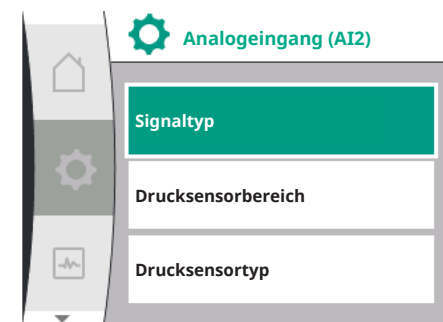 Analogeingang (AI2)
Signaltyp
Drucksensorbereich
Drucksensortyp